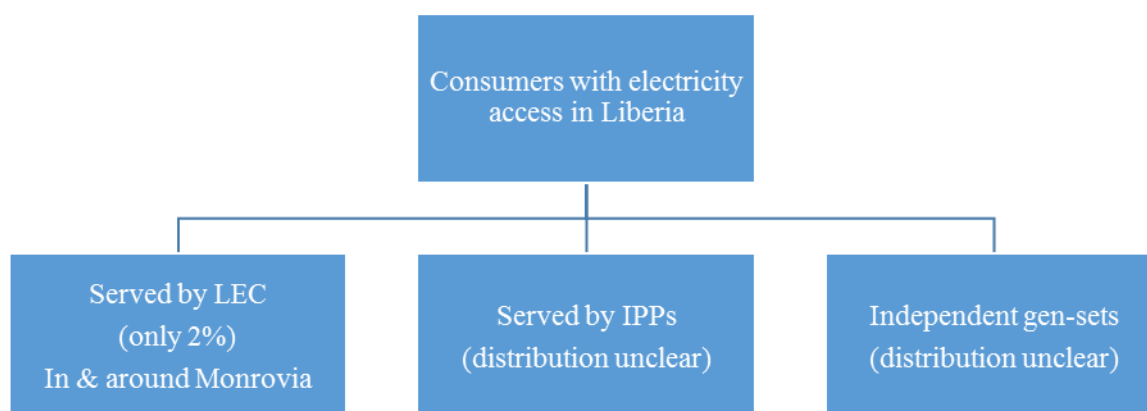 Consumers with electricity
access in Liberia
Served by LEC
(only 2%)
In & around Monrovia
Served by IPPs
(distribution unclear)
Independent gen-sets
(distribution unclear)